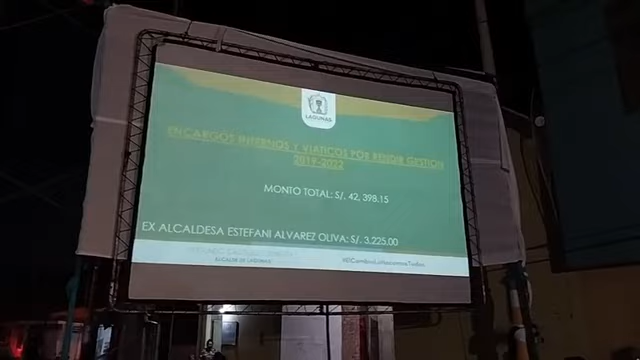 LAGUNAS
ENCARGOS INTERNOS Y VIATICOS POR RENDIR GESTION
2019-2022
MONTO TOTAL: S/. 42, 398.15
EX ALCALDESA ESTEFANI ALVAREZ OLIVA: S/. 3,225.00
ALCALDE DE LAGUNAS